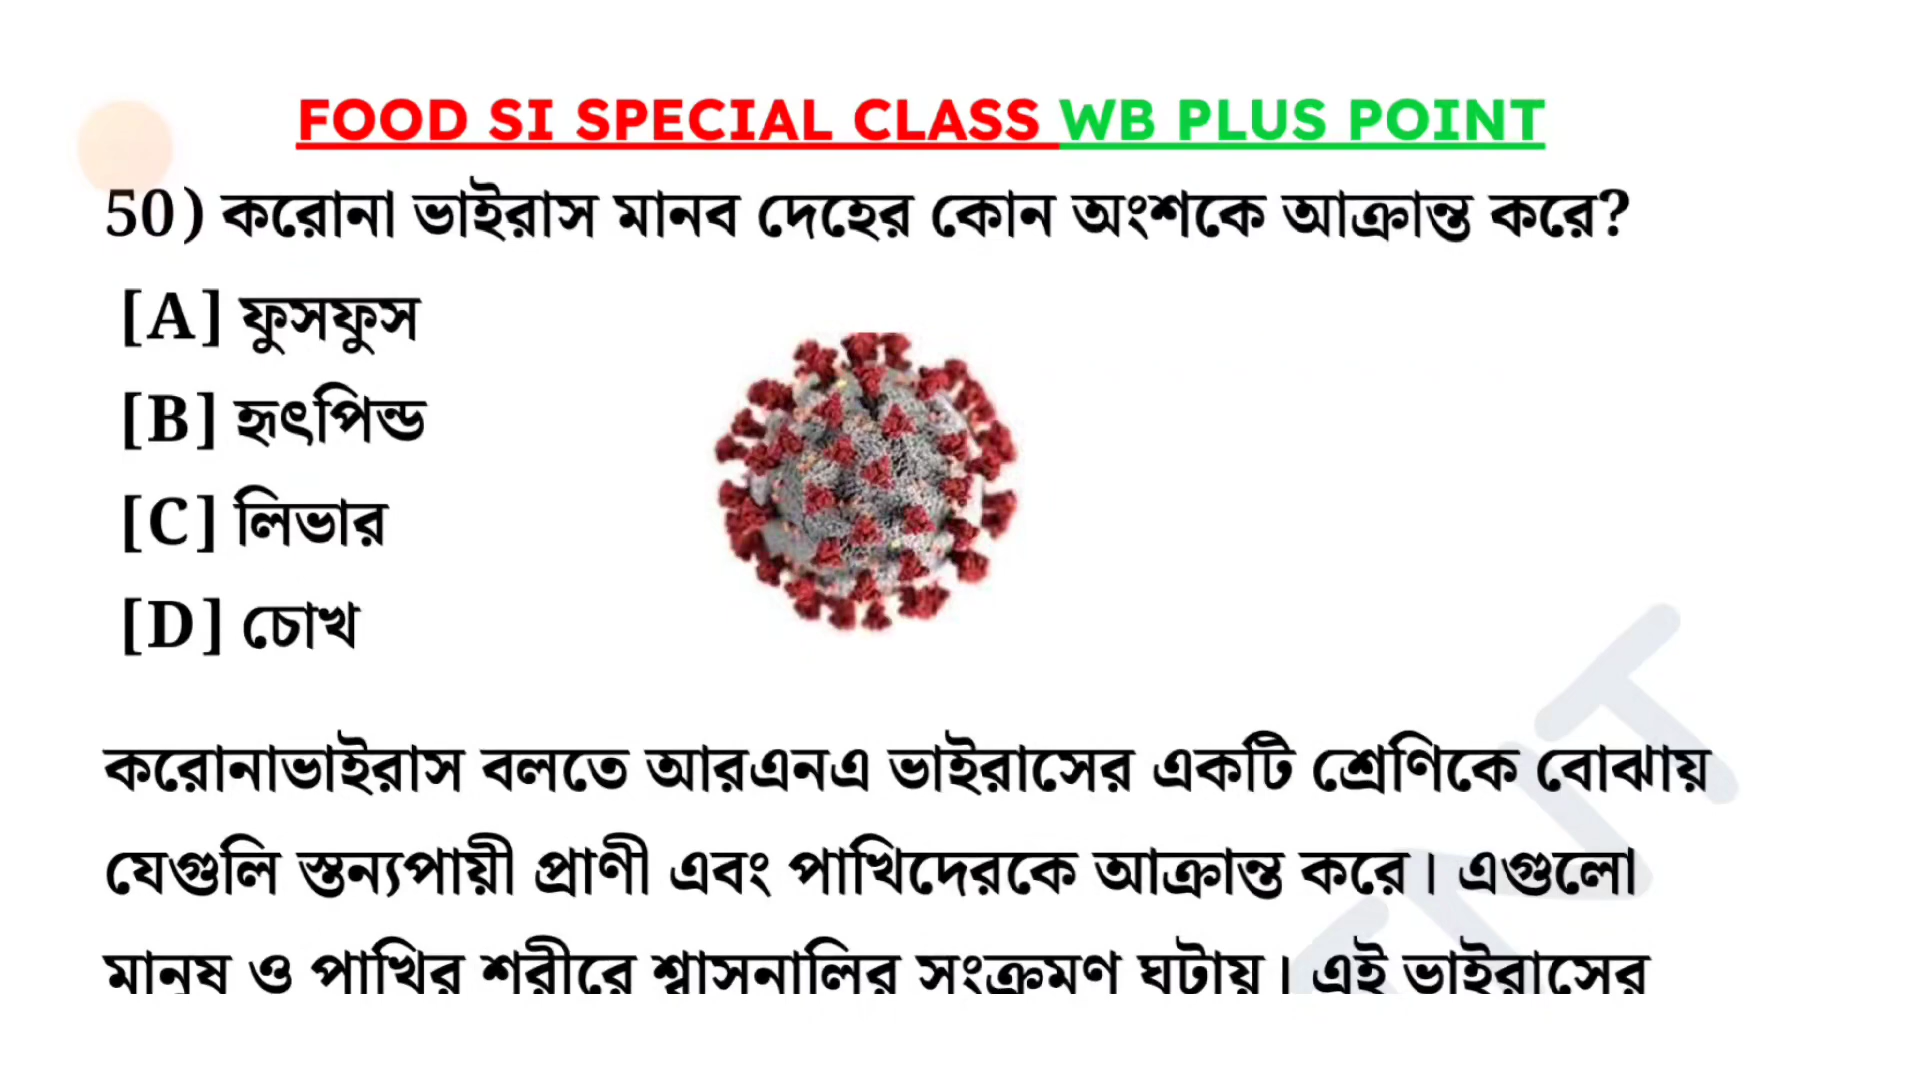 FOOD SI SPECIAL CLASS WB PLUS POINT
50) করোনা ভাইরাস মানব দেহের কোন অংশকে আক্রান্ত করে?
[A] ফুসফুস
[B] হৃৎপিন্ড
[C] লিভার
[D] চোখ
করোনাভাইরাস বলতে আরএনএ ভাইরাসের একটি শ্রেণিকে বোঝায়
যেগুলি স্তন্যপায়ী প্রাণী এবং পাখিদেরকে আক্রান্ত করে। এগুলো
মানুষ ও পাখির শরীরে শ্বাসনালির সংক্রমণ ঘটায়। এই ভাইরাসের